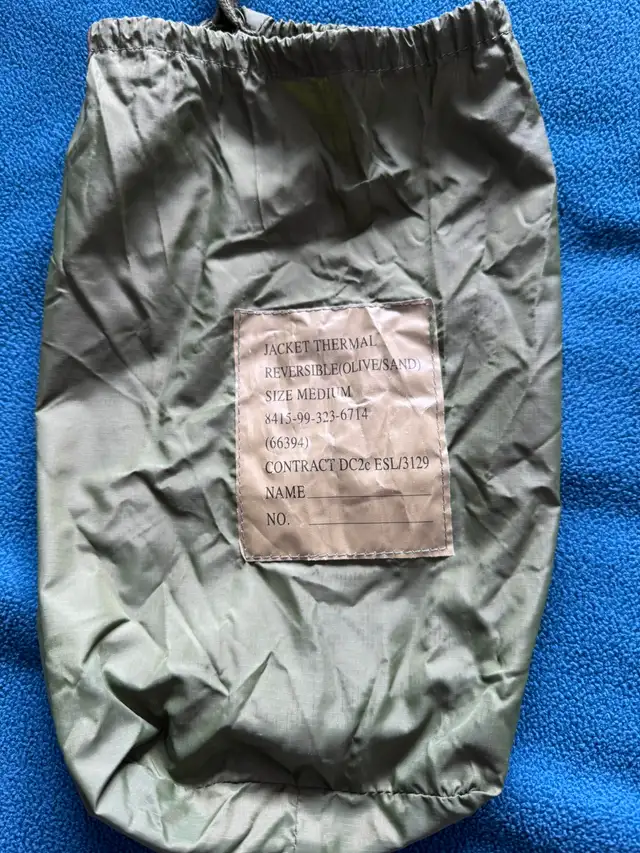 JACKET THERMAL
REVERSIBLE(OLIVE/SAND)
SIZE MEDIUM
8415-99-323-6714
(66394)
CONTRACT DC2c ESL/3129
NAME
NO.